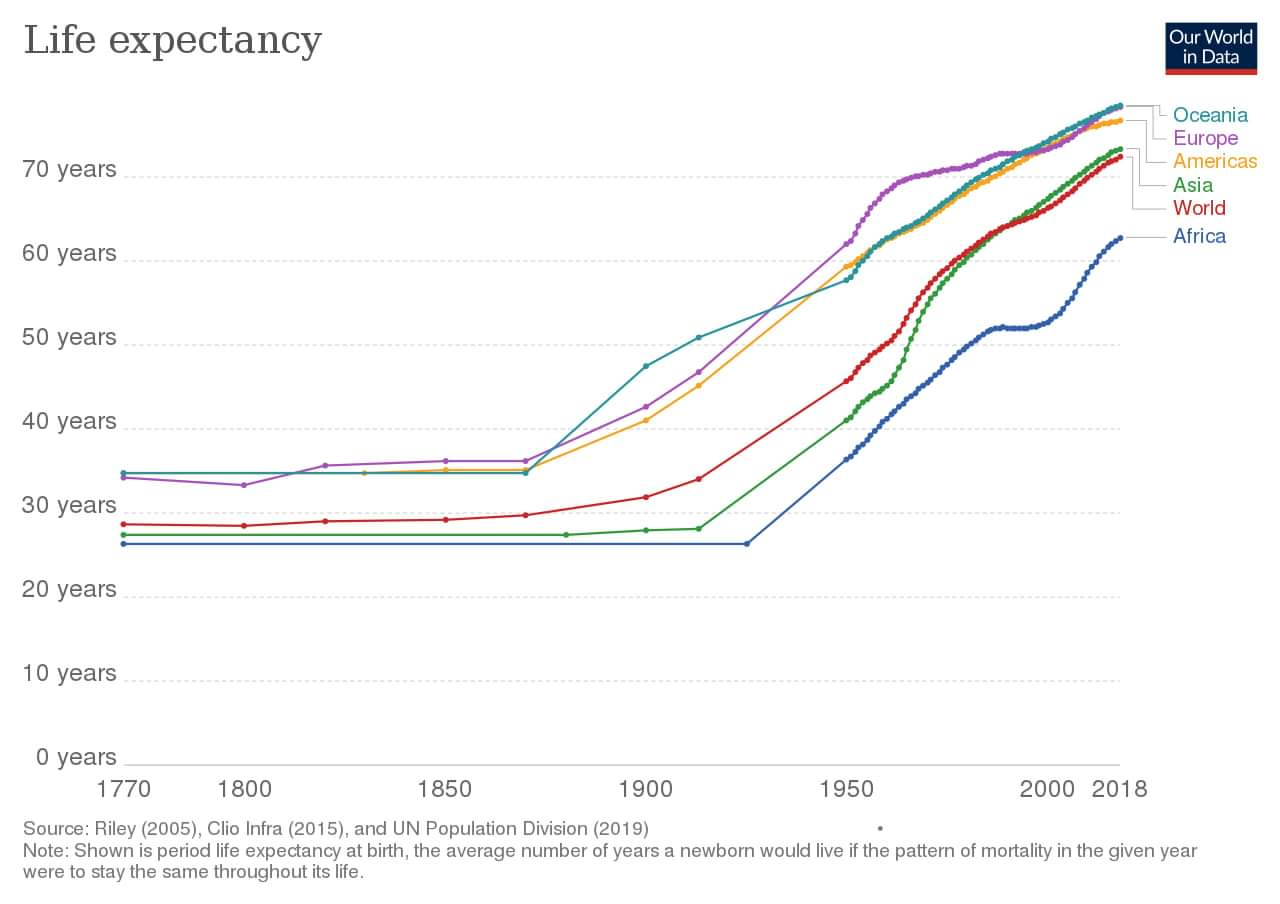 Life expectancy
Our World
in Data
Oceania
Europe
Americas
Asia
World
Africa
70 years
60 years
50 years
40 years
30 years
20 years
10 years
0 years
1770 1800 1850 1900 1950 2000 2018
Source: Riley (2005), Clio Infra (2015), and UN Population Division (2019)
Note: Shown is period life expectancy at birth, the average number of years a newborn would live if the pattern of mortality in the given year
were to stay the same throughout its life.